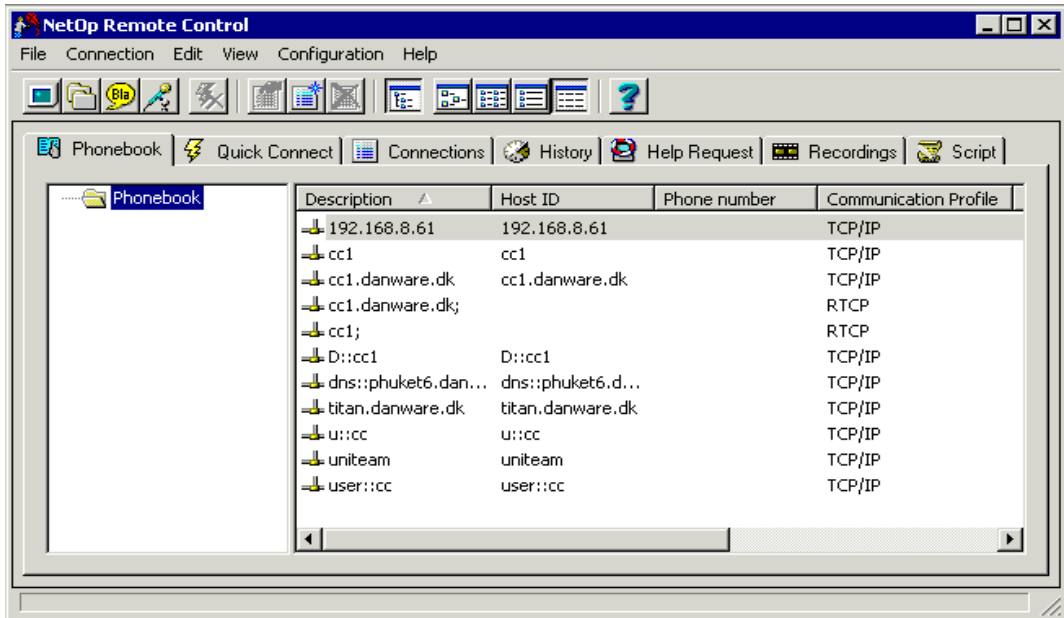 NetOp Remote Control
File Connection Edit View Configuration Help
Bla
Phonebook Quick Connect Connections History Help Request Recordings Script
Phonebook
Description Host ID Phone number Communication Profile
192.168.8.61 192.168.8.61 TCP/IP
cc1 cc1 TCP/IP
cc1.danware.dk cc1.danware.dk TCP/IP
cc1.danware.dk; RTCP
cc1; RTCP
D::cc1 D::cc1 TCP/IP
dns::phuket6.dan... dns::phuket6.d... TCP/IP
titan.danware.dk titan.danware.dk TCP/IP
u::cc u::cc TCP/IP
uniteam uniteam TCP/IP
user::cc user::cc TCP/IP